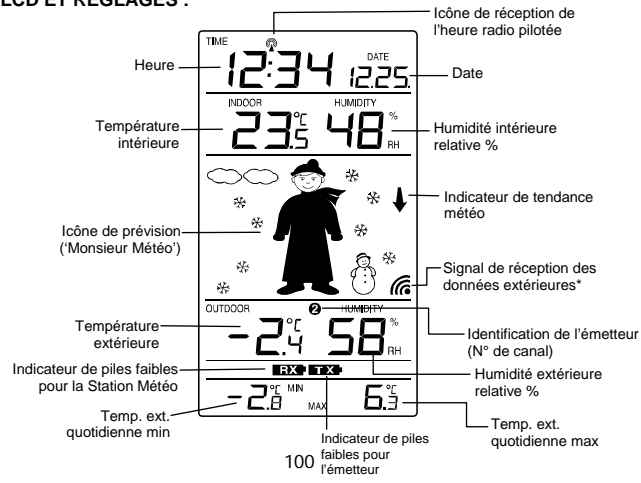 LCD ET RÉGLAGES :
Icône de réception de
l'heure radio pilotée
TIME
Heure
12:34
DATE
12.25.
Date
INDOOR
HUMIDITY
Température
intérieure
23.5 °C
48 %
RH
Humidité intérieure
relative %
Indicateur de tendance
météo
Icône de prévision
('Monsieur Météo')
Signal de réception des
données extérieures*
OUTDOOR
2
HUMIDITY
Température
extérieure
-2.4 °C
58 %
RH
Identification de l'émetteur
(N° de canal)
Indicateur de piles faibles
pour la Station Météo
RX TX
Humidité extérieure
relative %
-2.8 °C MIN
MAX 6.3 °C
Temp. ext.
quotidienne min
Temp. ext.
quotidienne max
Indicateur de piles
faibles pour
l'émetteur
100